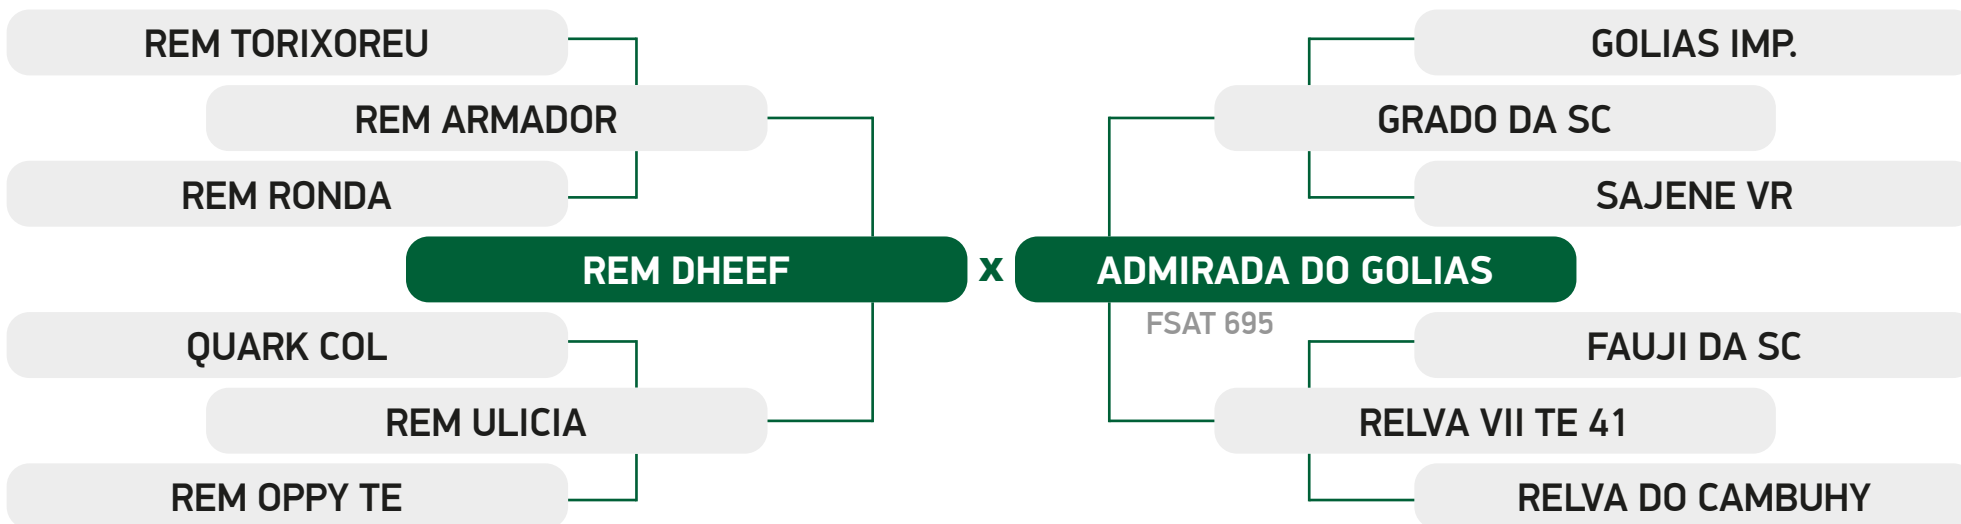 REM TORIXOREU
GOLIAS IMP.
REM ARMADOR
GRADO DA SC
REM RONDA
SAJENE VR
REM DHEEF x ADMIRADA DO GOLIAS
FSAT 695
QUARK COL
FAUJI DA SC
REM ULICIA
RELVA VII TE 41
REM OPPY TE
RELVA DO CAMBUHY